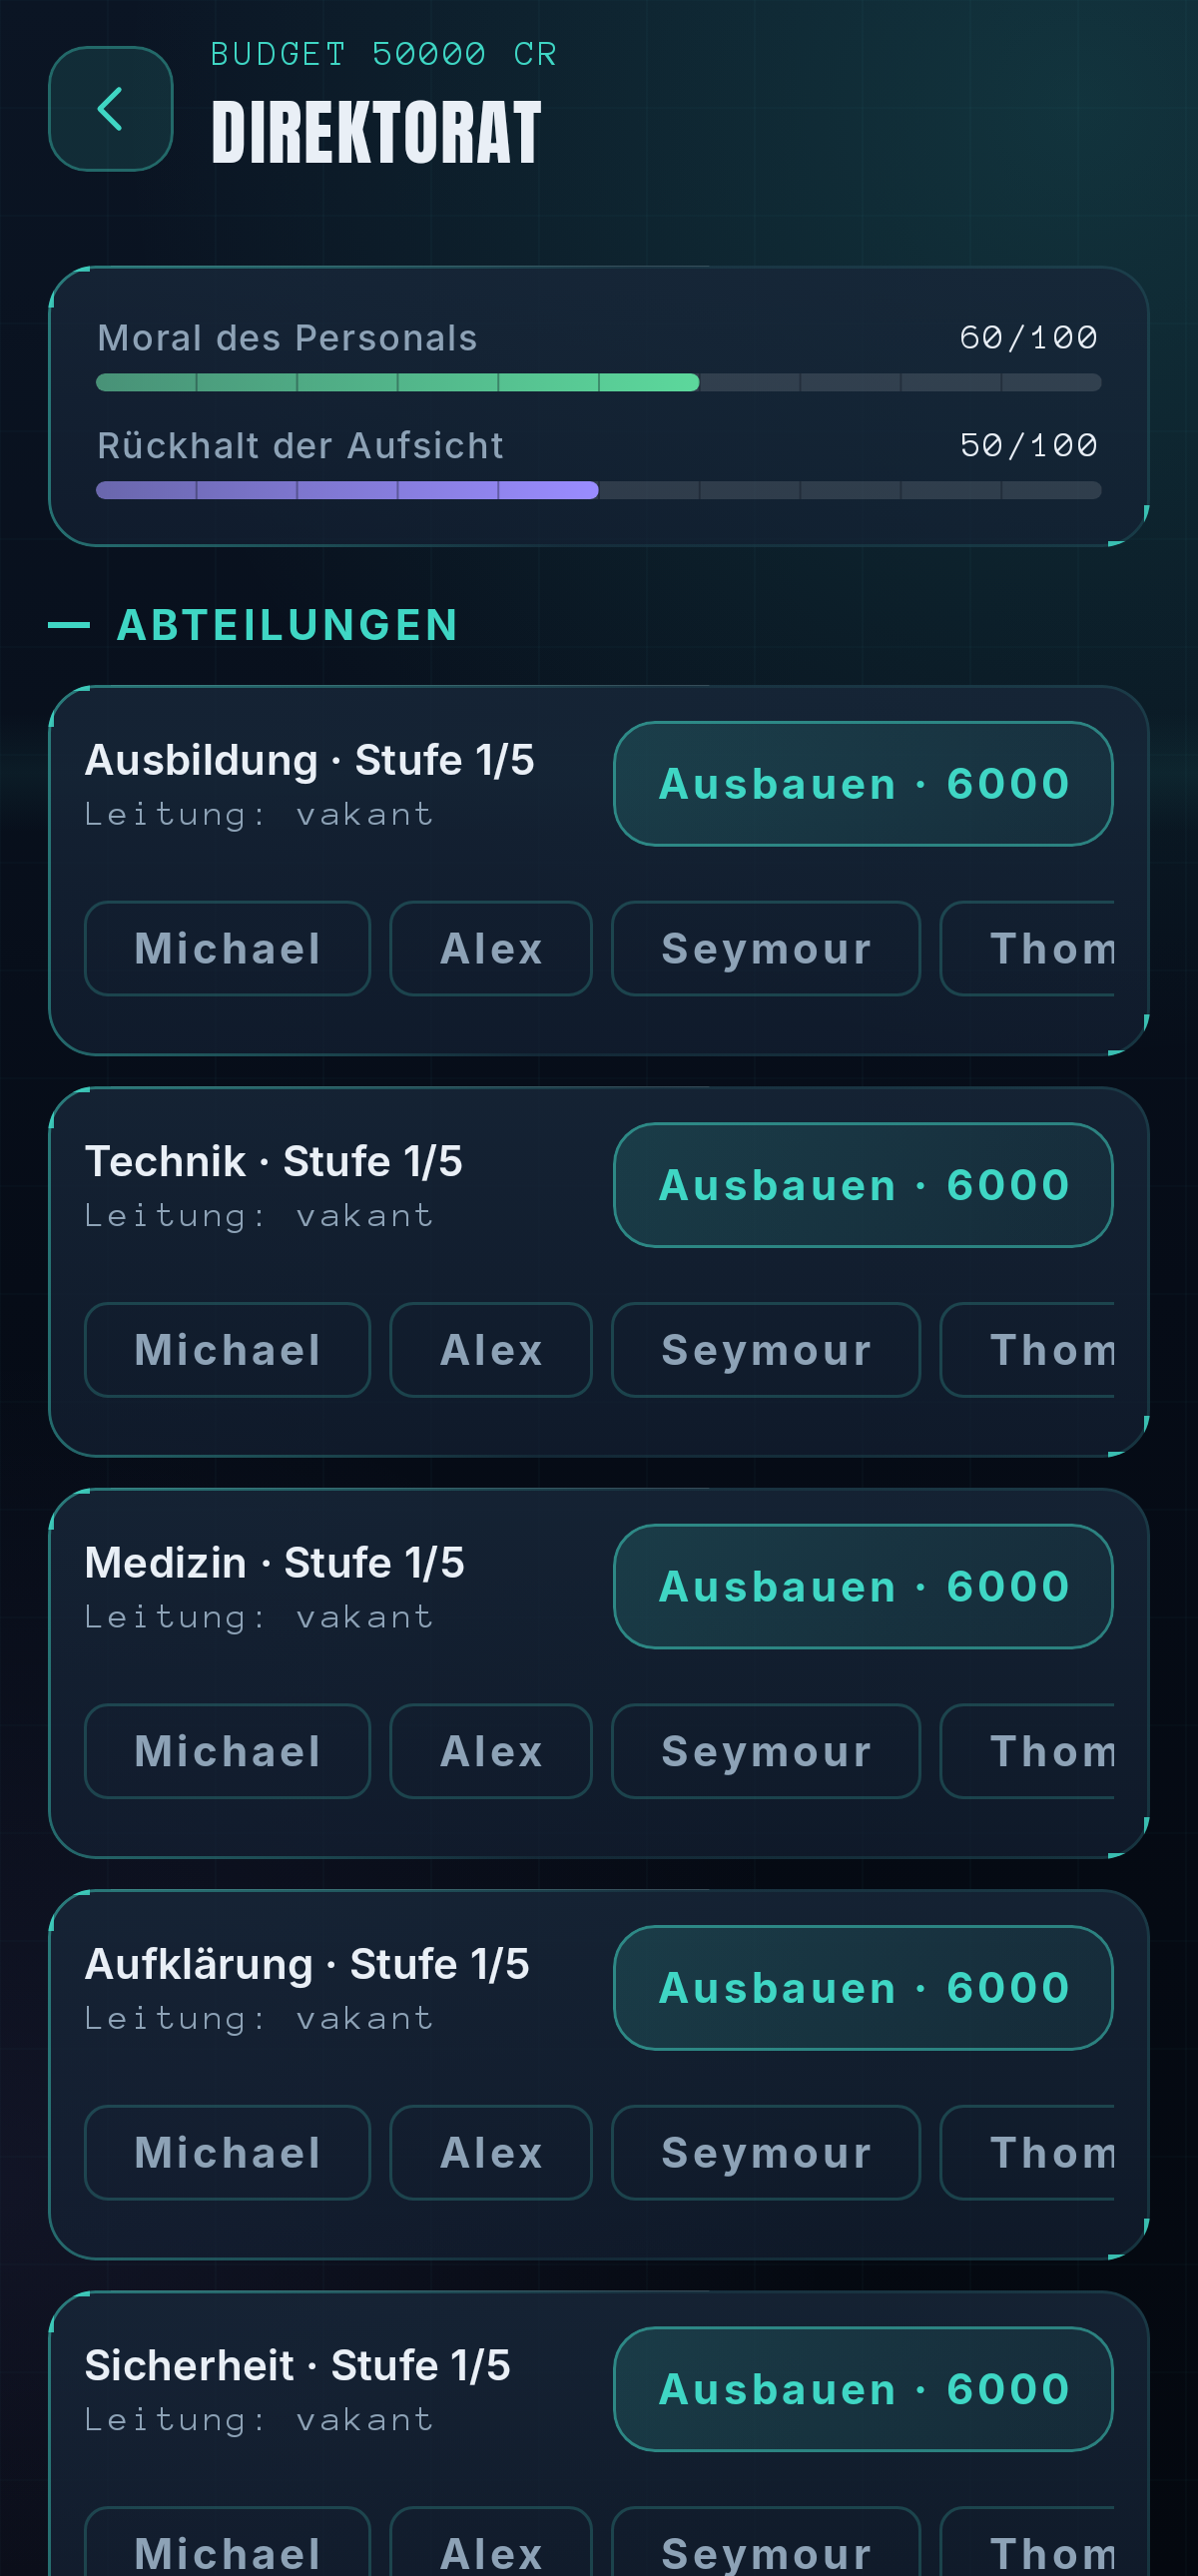 BUDGET 50000 CR
DIREKTORAT
Moral des Personals 60/100
Rückhalt der Aufsicht 50/100
ABTEILUNGEN
Ausbildung · Stufe 1/5
Leitung: vakant
Ausbauen · 6000
Michael Alex Seymour Thom
Technik · Stufe 1/5
Leitung: vakant
Ausbauen · 6000
Michael Alex Seymour Thom
Medizin · Stufe 1/5
Leitung: vakant
Ausbauen · 6000
Michael Alex Seymour Thom
Aufklärung · Stufe 1/5
Leitung: vakant
Ausbauen · 6000
Michael Alex Seymour Thom
Sicherheit · Stufe 1/5
Leitung: vakant
Ausbauen · 6000
Michael Alex Seymour Thom